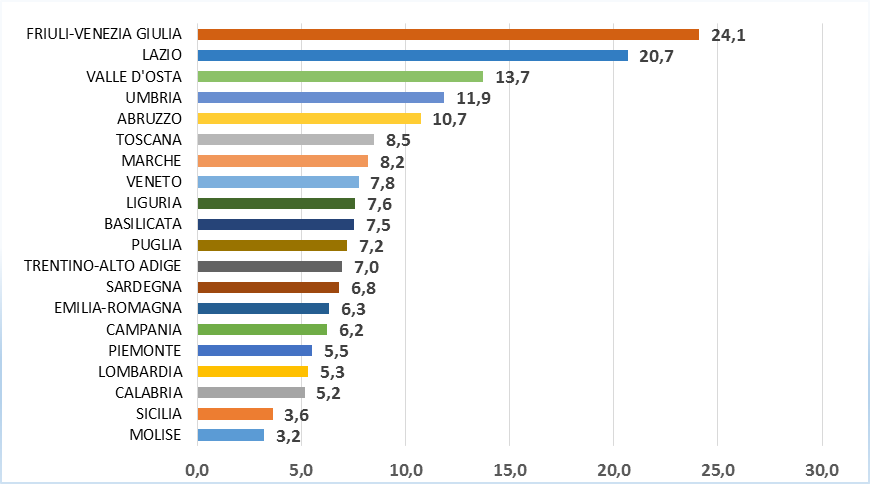 FRIULI-VENEZIA GIULIA 24,1
LAZIO 20,7
VALLE D'OSTA 13,7
UMBRIA 11,9
ABRUZZO 10,7
TOSCANA 8,5
MARCHE 8,2
VENETO 7,8
LIGURIA 7,6
BASILICATA 7,5
PUGLIA 7,2
TRENTINO-ALTO ADIGE 7,0
SARDEGNA 6,8
EMILIA-ROMAGNA 6,3
CAMPANIA 6,2
PIEMONTE 5,5
LOMBARDIA 5,3
CALABRIA 5,2
SICILIA 3,6
MOLISE 3,2
0,0 5,0 10,0 15,0 20,0 25,0 30,0